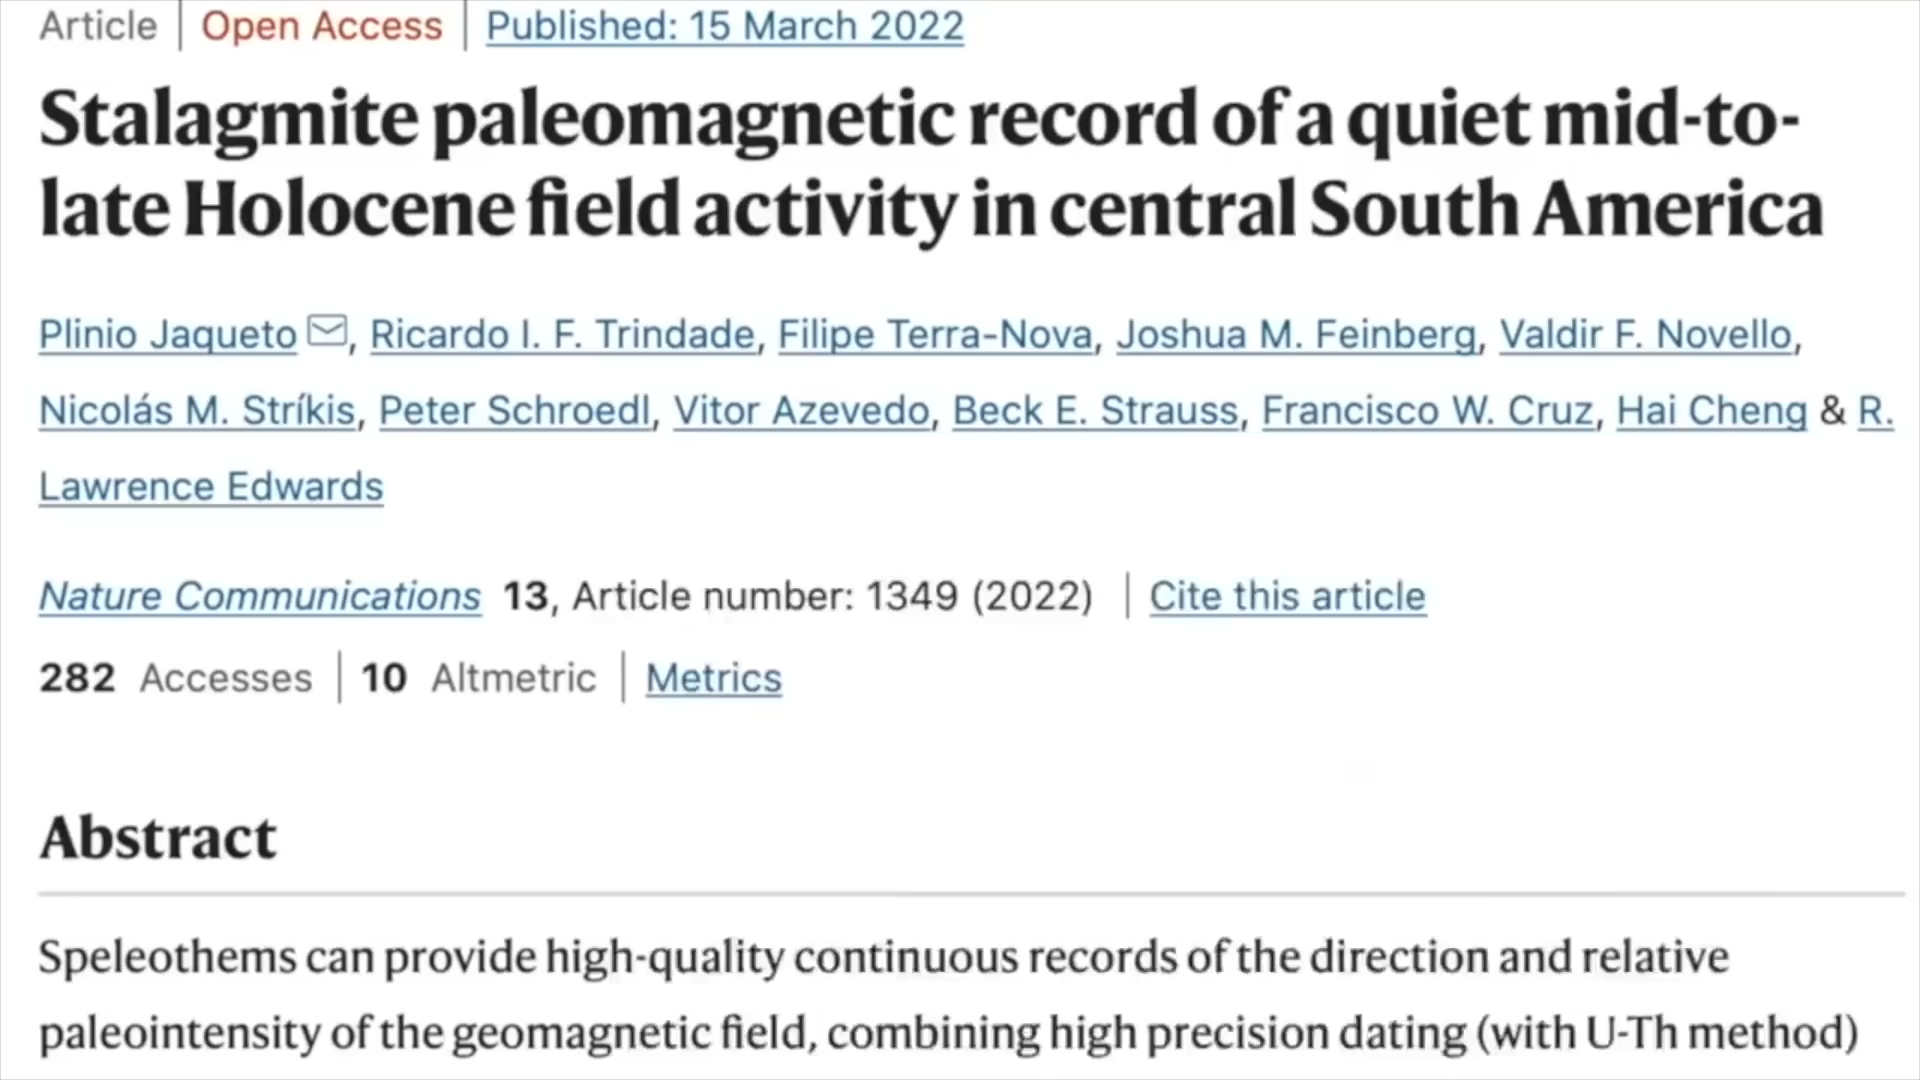 Article | Open Access | Published: 15 March 2022
Stalagmite paleomagnetic record of a quiet mid-to-
late Holocene field activity in central South America
Plinio Jaqueto, Ricardo I. F. Trindade, Filipe Terra-Nova, Joshua M. Feinberg, Valdir F. Novello,
Nicolás M. Stríkis, Peter Schroedl, Vitor Azevedo, Beck E. Strauss, Francisco W. Cruz, Hai Cheng & R.
Lawrence Edwards
Nature Communications 13, Article number: 1349 (2022) | Cite this article
282 Accesses | 10 Altmetric | Metrics
Abstract
Speleothems can provide high-quality continuous records of the direction and relative
paleointensity of the geomagnetic field, combining high precision dating (with U-Th method)